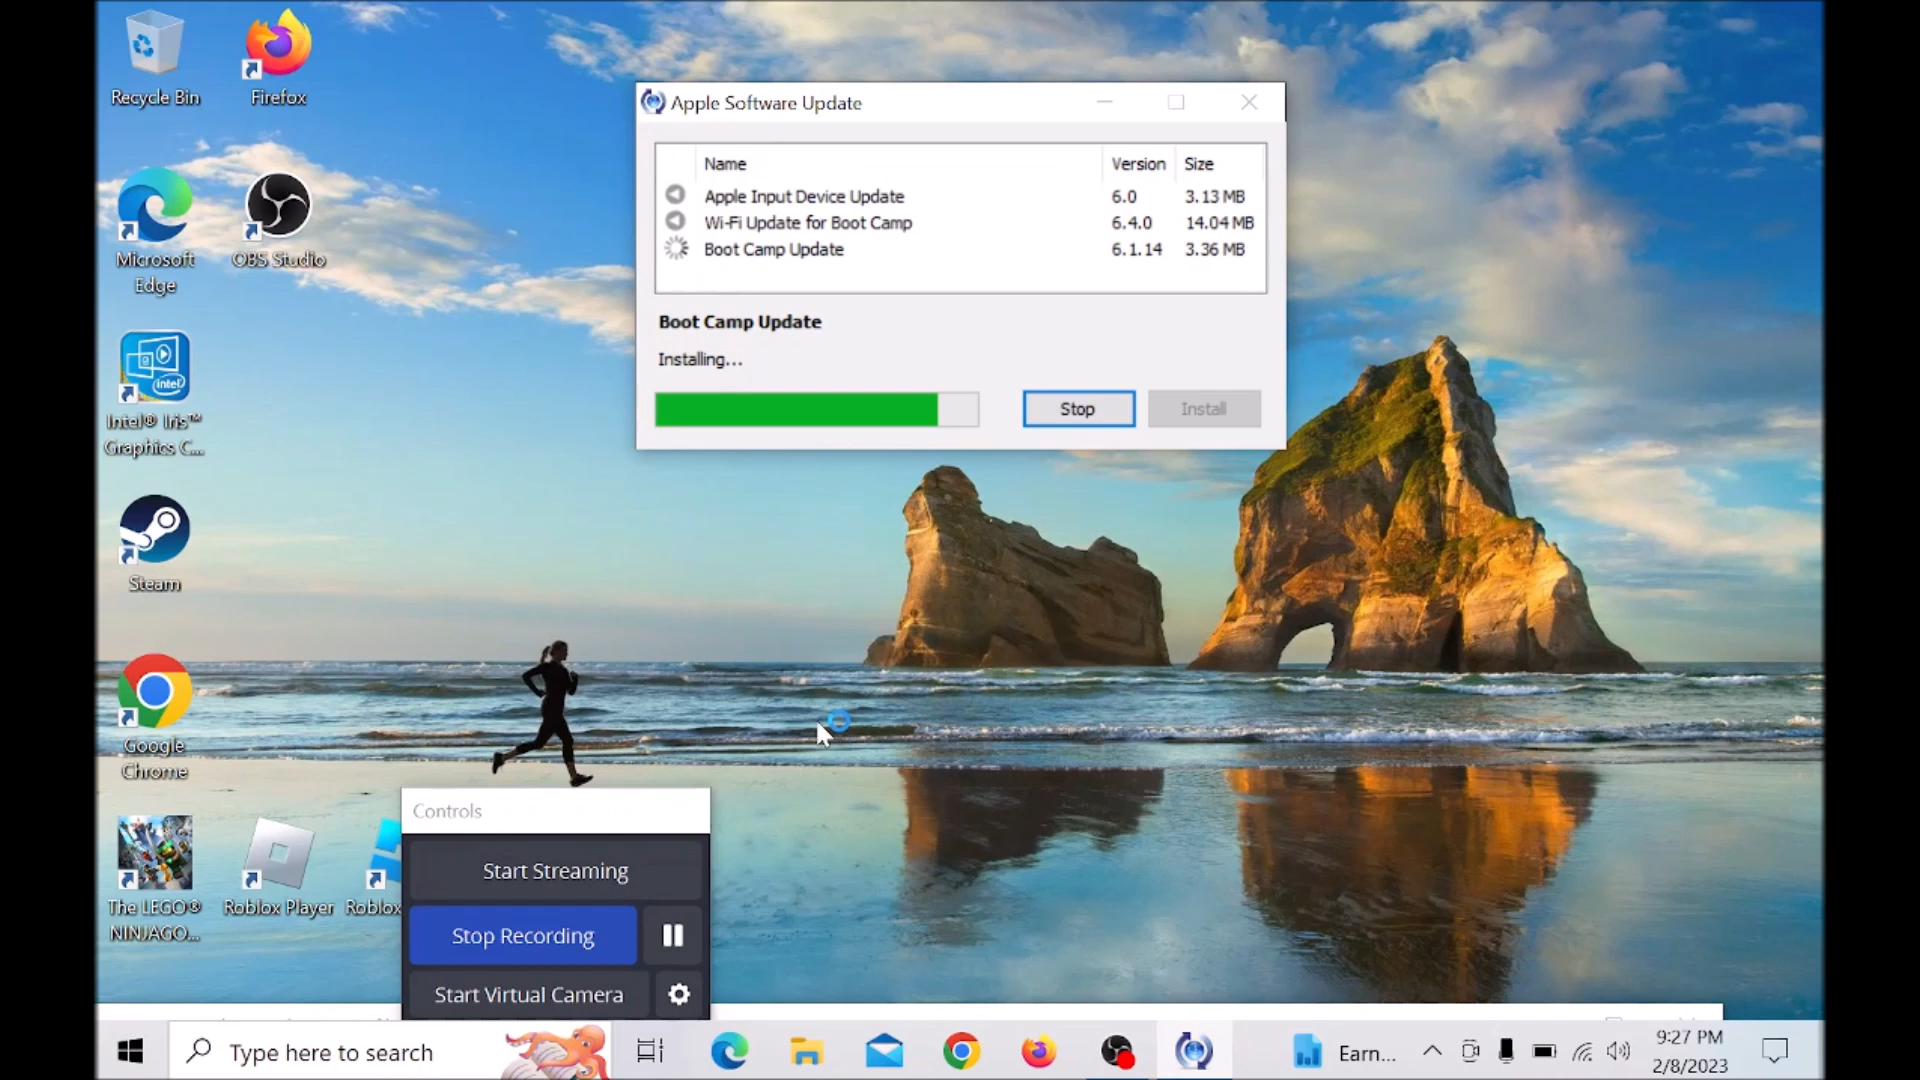 Recycle Bin
Firefox
Microsoft
Edge
OBS Studio
intel
Intel® Iris™
Graphics C...
Steam
Google
Chrome
The LEGO®
NINJAGO...
Roblox Player
Roblox
Apple Software Update
Name Version Size
Apple Input Device Update 6.0 3.13 MB
Wi-Fi Update for Boot Camp 6.4.0 14.04 MB
Boot Camp Update 6.1.14 3.36 MB
Boot Camp Update
Installing...
Stop
Install
Controls
Start Streaming
Stop Recording
Start Virtual Camera
Type here to search
Earn...
9:27 PM
2/8/2023